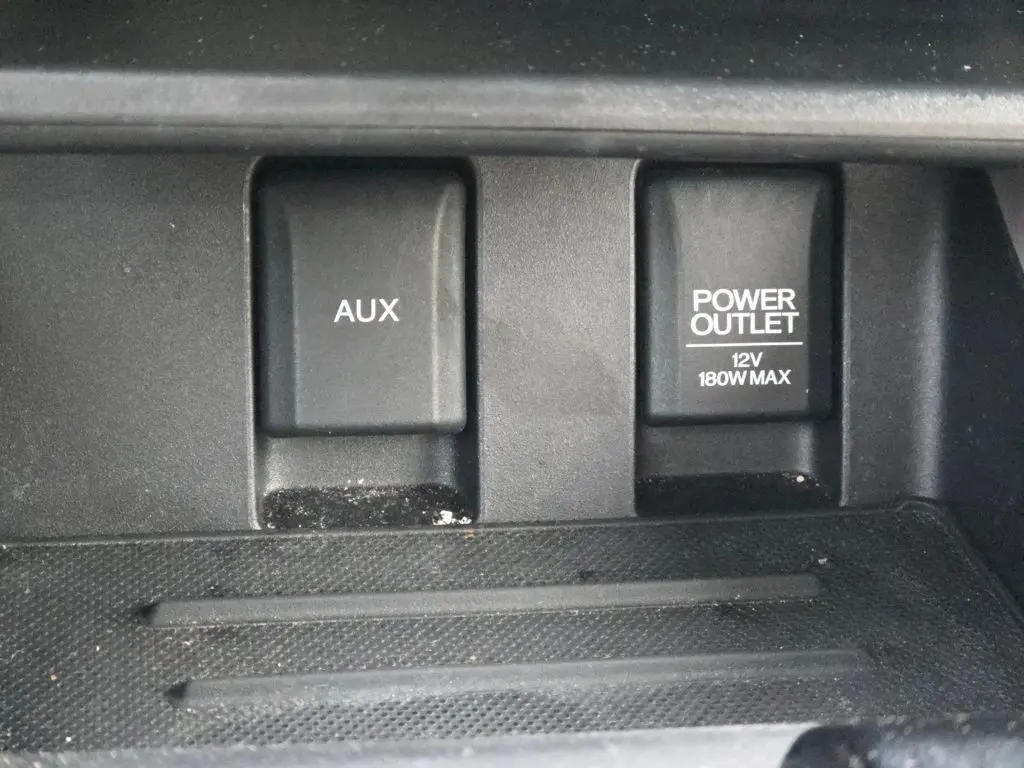 AUX
POWER
OUTLET
12V
180W MAX